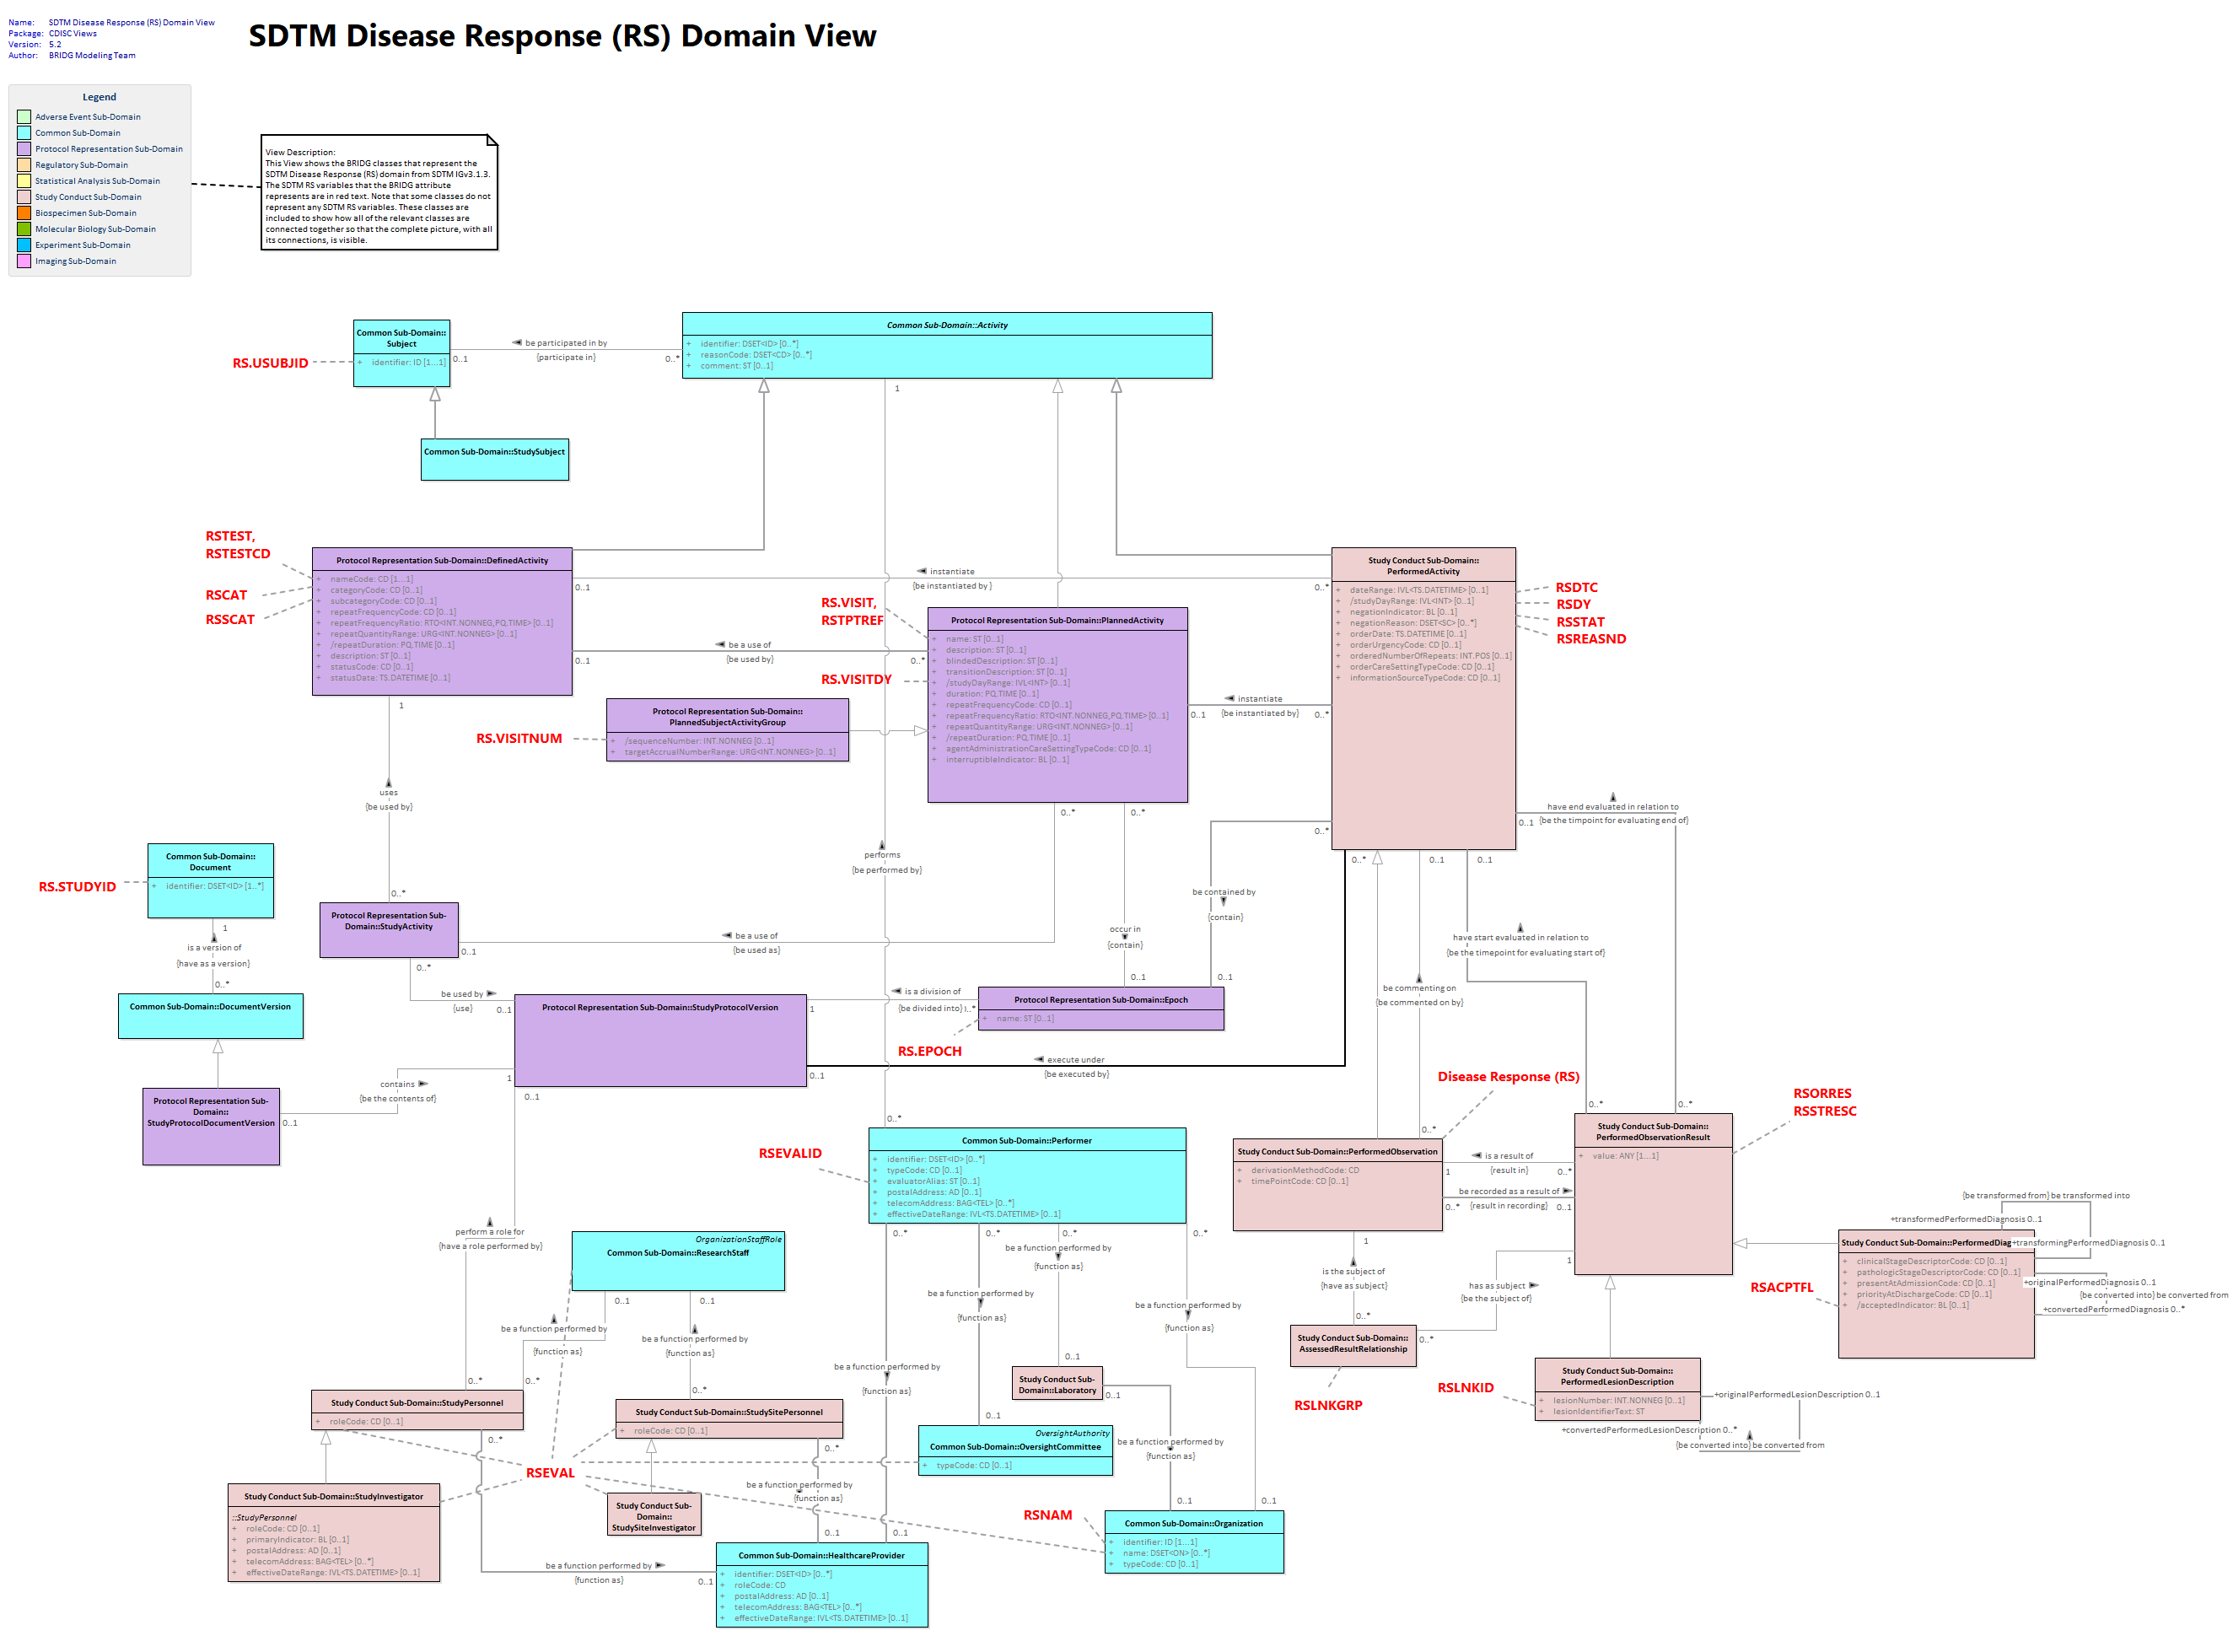 Name: SDTM Disease Response (RS) Domain View
Package: CDISC Views
Version: 5.2
Author: BRIDG Modeling Team
SDTM Disease Response (RS) Domain View
Legend
Adverse Event Sub-Domain
Common Sub-Domain
Protocol Representation Sub-Domain
Regulatory Sub-Domain
Statistical Analysis Sub-Domain
Study Conduct Sub-Domain
Biospecimen Sub-Domain
Molecular Biology Sub-Domain
Experiment Sub-Domain
Imaging Sub-Domain
View Description:
This View shows the BRIDG classes that represent the
SDTM Disease Response (RS) domain from SDTM IGv3.1.3.
The SDTM RS variables that the BRIDG attribute
represents are in red text. Note that some classes do not
represent any SDTM RS variables. These classes are
included to show how all of the relevant classes are
connected together so that the complete picture, with all
its connections, is visible.
Common Sub-Domain::
Subject
+ identifier: ID [1...1]
RS.USUBJID
0..1
be participated in by
{participate in}
0..*
Common Sub-Domain::Activity
+ identifier: DSET<ID> [0..*]
+ reasonCode: DSET<CD> [0..*]
+ comment: ST [0..1]
1
Common Sub-Domain::StudySubject
RSTEST,
RSTESTCD
RSCAT
RSSCAT
Protocol Representation Sub-Domain::DefinedActivity
+ nameCode: CD [1...1]
+ categoryCode: CD [0..1]
+ subcategoryCode: CD [0..1]
+ repeatFrequencyCode: CD [0..1]
+ repeatFrequencyRatio: RTO<INT.NONNEG,PQ.TIME> [0..1]
+ repeatQuantityRange: URG<INT.NONNEG> [0..1]
+ /repeatDuration: PQ.TIME [0..1]
+ description: ST [0..1]
+ statusCode: CD [0..1]
+ statusDate: TS.DATETIME [0..1]
0..1
instantiate
{be instantiated by }
0..*
RS.VISIT,
RSTPTREF
RS.VISITDY
Protocol Representation Sub-Domain::PlannedActivity
+ name: ST [0..1]
+ description: ST [0..1]
+ blindedDescription: ST [0..1]
+ transitionDescription: ST [0..1]
+ /studyDayRange: IVL<INT> [0..1]
+ duration: PQ.TIME [0..1]
+ repeatFrequencyCode: CD [0..1]
+ repeatFrequencyRatio: RTO<INT.NONNEG,PQ.TIME> [0..1]
+ repeatQuantityRange: URG<INT.NONNEG> [0..1]
+ /repeatDuration: PQ.TIME [0..1]
+ agentAdministrationCareSettingTypeCode: CD [0..1]
+ interruptibleIndicator: BL [0..1]
0..1
be a use of
{be used by}
0..*
Study Conduct Sub-Domain::
PerformedActivity
+ dateRange: IVL<TS.DATETIME> [0..1]
+ /studyDayRange: IVL<INT> [0..1]
+ negationIndicator: BL [0..1]
+ negationReason: DSET<SC> [0..*]
+ orderDate: TS.DATETIME [0..1]
+ orderUrgencyCode: CD [0..1]
+ orderedNumberOfRepeats: INT.POS [0..1]
+ orderCareSettingTypeCode: CD [0..1]
+ informationSourceTypeCode: CD [0..1]
RSDTC
RSDY
RSSTAT
RSREASND
RS.VISITNUM
Protocol Representation Sub-Domain::
PlannedSubjectActivityGroup
+ /sequenceNumber: INT.NONNEG [0..1]
+ targetAccrualNumberRange: URG<INT.NONNEG> [0..1]
0..1
instantiate
{be instantiated by}
0..*
1
uses
{be used by}
0..*
0..*
0..*
performs
{be performed by}
0..*
be contained by
{contain}
0..1
occur in
{contain}
0..1
have end evaluated in relation to
{be the timpoint for evaluating end of}
0..1
0..*
0..1
0..1
RS.STUDYID
Common Sub-Domain::
Document
+ identifier: DSET<ID> [1..*]
1
is a version of
{have as a version}
0..*
Common Sub-Domain::DocumentVersion
Protocol Representation Sub-
Domain::StudyActivity
0..1
be a use of
{be used as}
0..*
be used by
{use}
0..1
Protocol Representation Sub-Domain::StudyProtocolVersion
1
is a division of
{be divided into}
1..*
Protocol Representation Sub-Domain::Epoch
+ name: ST [0..1]
RS.EPOCH
0..1
execute under
{be executed by}
be commenting on
{be commented on by}
0..*
have start evaluated in relation to
{be the timepoint for evaluating start of}
0..*
0..*
Protocol Representation Sub-
Domain::
StudyProtocolDocumentVersion
0..1
contains
{be the contents of}
1
0..1
perform a role for
{have a role performed by}
0..*
0..*
RSEVALID
Common Sub-Domain::Performer
+ identifier: DSET<ID> [0..*]
+ typeCode: CD [0..1]
+ evaluatorAlias: ST [0..1]
+ postalAddress: AD [0..1]
+ telecomAddress: BAG<TEL> [0..*]
+ effectiveDateRange: IVL<TS.DATETIME> [0..1]
Disease Response (RS)
Study Conduct Sub-Domain::PerformedObservation
+ derivationMethodCode: CD
+ timePointCode: CD [0..1]
1
is a result of
{result in}
0..*
be recorded as a result of
0..*
{result in recording}
0..1
Study Conduct Sub-Domain::
PerformedObservationResult
+ value: ANY [1...1]
RSORRES
RSSTRESC
{be transformed from} be transformed into
+transformedPerformedDiagnosis 0..1
Study Conduct Sub-Domain::PerformedDiag
+transformingPerformedDiagnosis 0..1
+ clinicalStageDescriptorCode: CD [0..1]
+ pathologicStageDescriptorCode: CD [0..1]
+ presentAtAdmissionCode: CD [0..1]
+ priorityAtDischargeCode: CD [0..1]
+ /acceptedIndicator: BL [0..1]
+originalPerformedDiagnosis 0..1
{be converted into} be converted from
+convertedPerformedDiagnosis 0..*
RSACPTFL
1
is the subject of
{have as subject}
0..*
1
has as subject
{be the subject of}
0..*
Study Conduct Sub-Domain::
AssessedResultRelationship
RSLNKGRP
RSLNKID
Study Conduct Sub-Domain::
PerformedLesionDescription
+ lesionNumber: INT.NONNEG [0..1]
+ lesionIdentifierText: ST
+originalPerformedLesionDescription 0..1
+convertedPerformedLesionDescription 0..*
{be converted into} be converted from
OrganizationStaffRole
Common Sub-Domain::ResearchStaff
0..1
0..1
be a function performed by
{function as}
0..*
be a function performed by
{function as}
0..*
0..*
0..*
0..*
0..*
be a function performed by
{function as}
0..1
be a function performed by
{function as}
0..1
be a function performed by
{function as}
0..1
be a function performed by
{function as}
0..1
Study Conduct Sub-Domain::StudyPersonnel
+ roleCode: CD [0..1]
0..*
Study Conduct Sub-Domain::StudySitePersonnel
+ roleCode: CD [0..1]
0..*
Study Conduct Sub-
Domain::Laboratory
0..1
be a function performed by
{function as}
0..1
OversightAuthority
Common Sub-Domain::OversightCommittee
+ typeCode: CD [0..1]
RSEVAL
Study Conduct Sub-Domain::StudyInvestigator
::StudyPersonnel
+ roleCode: CD [0..1]
+ primaryIndicator: BL [0..1]
+ postalAddress: AD [0..1]
+ telecomAddress: BAG<TEL> [0..*]
+ effectiveDateRange: IVL<TS.DATETIME> [0..1]
Study Conduct Sub-
Domain::
StudySiteInvestigator
be a function performed by
{function as}
0..1
be a function performed by
{function as}
0..1
Common Sub-Domain::HealthcareProvider
+ identifier: DSET<ID> [0..*]
+ roleCode: CD
+ postalAddress: AD [0..1]
+ telecomAddress: BAG<TEL> [0..*]
+ effectiveDateRange: IVL<TS.DATETIME> [0..1]
RSNAM
Common Sub-Domain::Organization
+ identifier: ID [1...1]
+ name: DSET<ON> [0..*]
+ typeCode: CD [0..1]